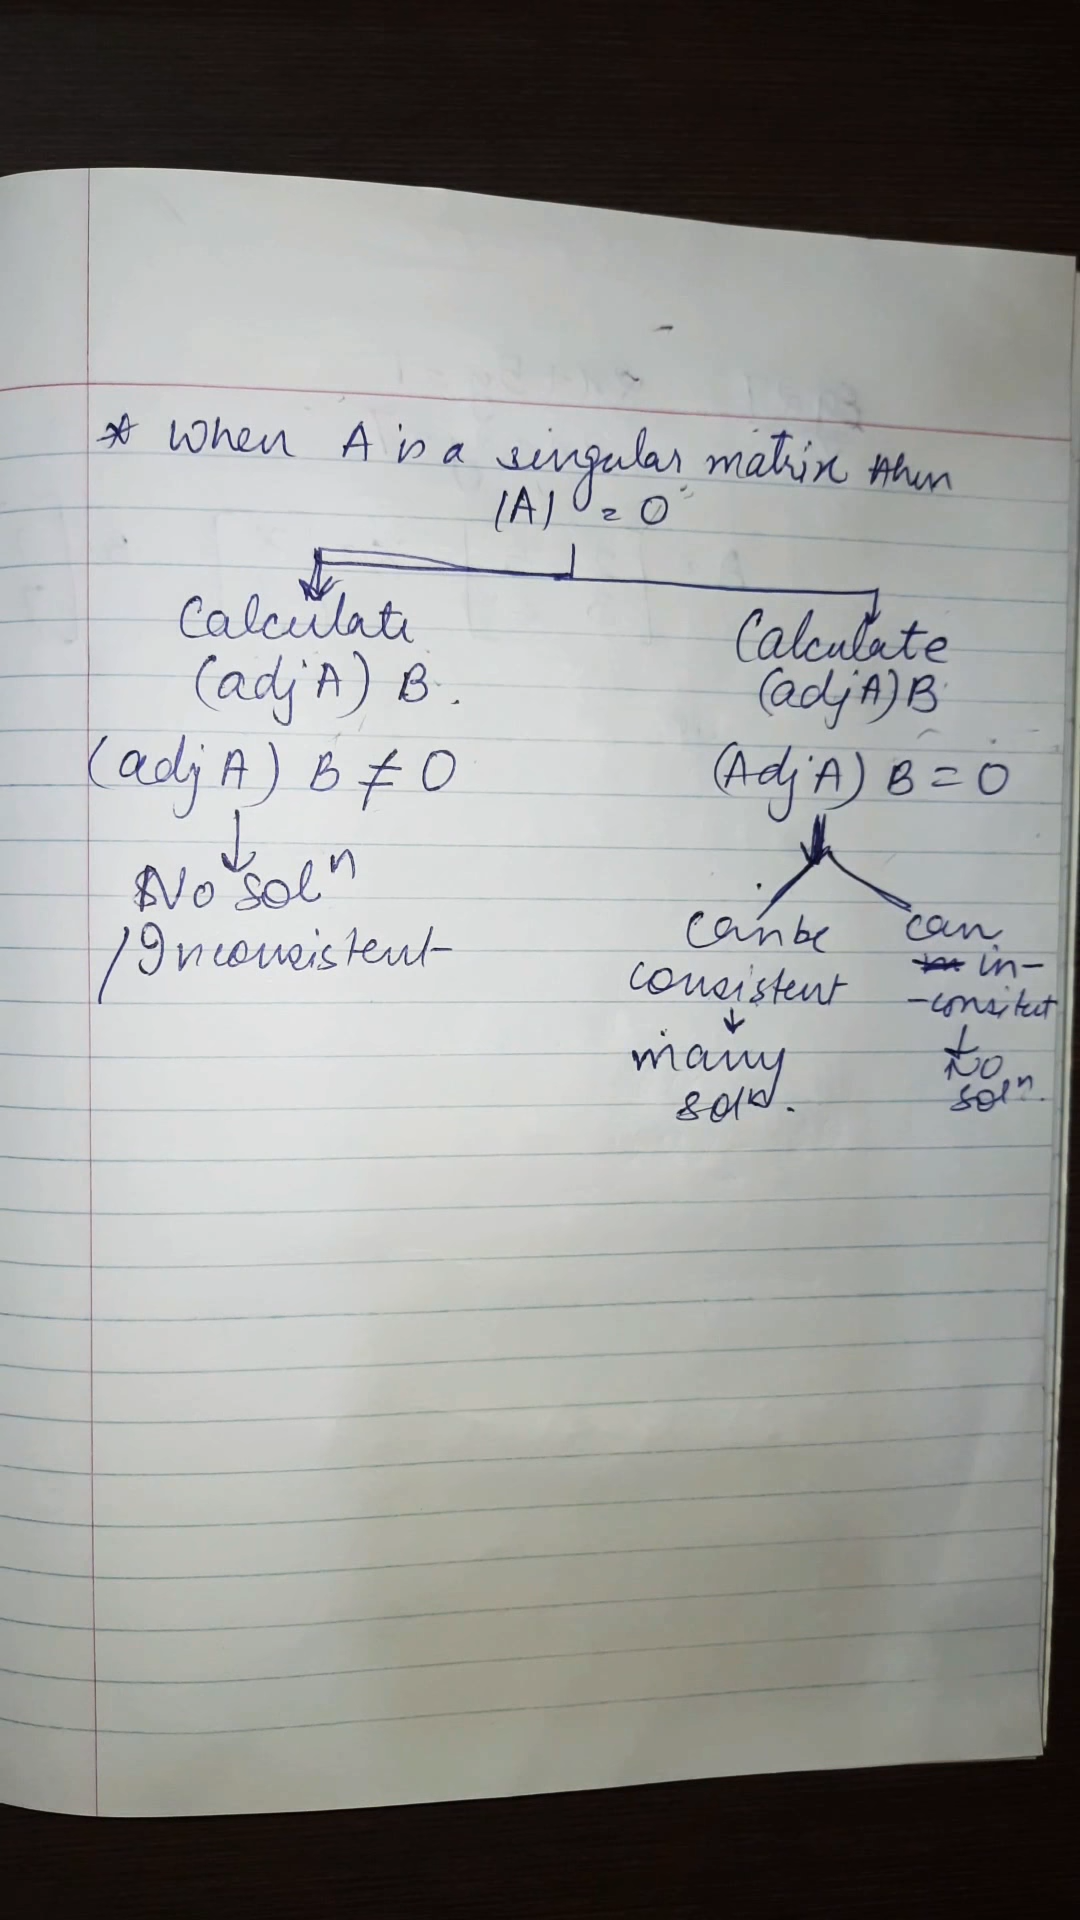 * When A is a singular matrix then
|A| = 0
Calculate
(adj A) B.
(adj A) B ≠ 0
No solⁿ
/Inconsistent
Calculate
(adj A) B
(Adj A) B = 0
can be
consistent
many
solⁿ.
can
in-
-consitent
No
solⁿ.